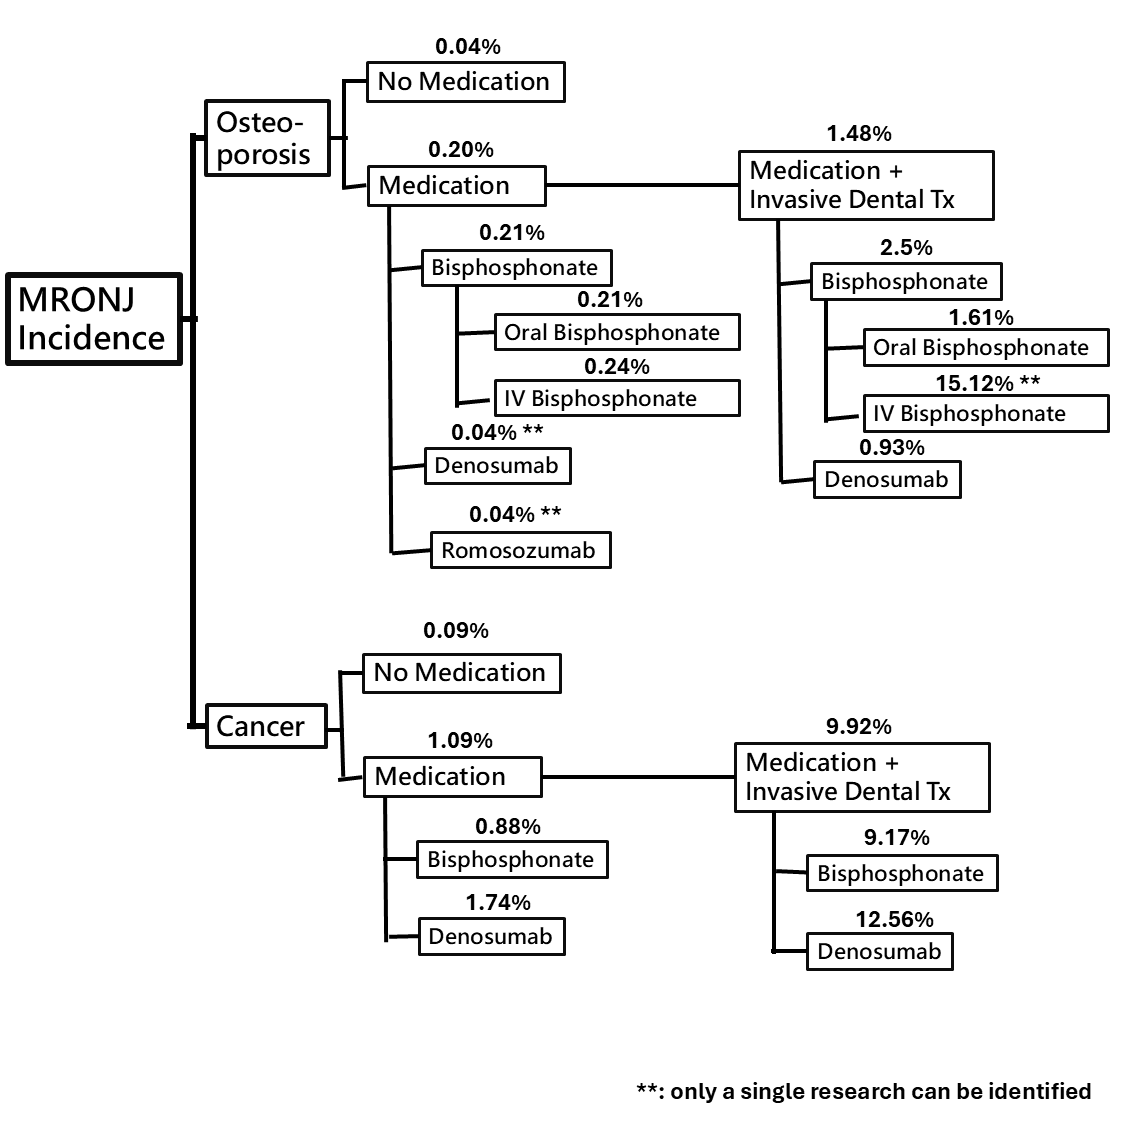 0.04%
No Medication
Osteo-
porosis
0.20%
Medication
1.48%
Medication +
Invasive Dental Tx
0.21%
Bisphosphonate
0.21%
Oral Bisphosphonate
0.24%
IV Bisphosphonate
0.04% **
Denosumab
0.04% **
Romosozumab
2.5%
Bisphosphonate
1.61%
Oral Bisphosphonate
15.12% **
IV Bisphosphonate
0.93%
Denosumab
MRONJ
Incidence
0.09%
No Medication
Cancer
1.09%
Medication
9.92%
Medication +
Invasive Dental Tx
0.88%
Bisphosphonate
1.74%
Denosumab
9.17%
Bisphosphonate
12.56%
Denosumab
**: only a single research can be identified